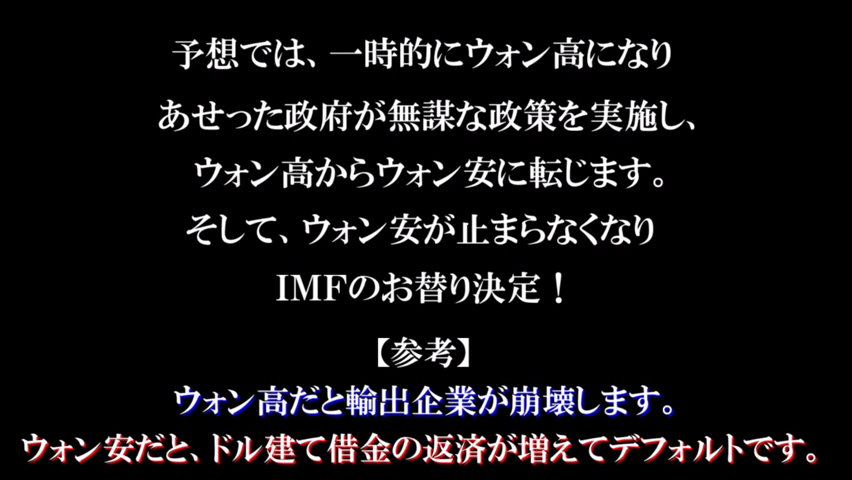 予想では、一時的にウォン高になり
あせった政府が無謀な政策を実施し、
ウォン高からウォン安に転じます。
そして、ウォン安が止まらなくなり
IMFのお替り決定！
【参考】
ウォン高だと輸出企業が崩壊します。
ウォン安だと、ドル建て借金の返済が増えてデフォルトです。